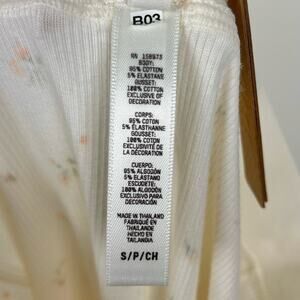 B03
RN 158973
BODY:
95% COTTON
5% ELASTANE
GUSSET:
100% COTTON
EXCLUSIVE OF
DECORATION
CORPS:
95% COTON
5% ÉLASTHANNE
GOUSSET:
100% COTON
EXCLUSIVITÉ DE LA
DÉCORATION
CUERPO:
95% ALGODÓN
5% ELASTANO
ESCUDETE:
100% ALGODÓN
EXCLUSIVO PARA
DECORACIÓN
MADE IN THAILAND
FABRIQUÉ EN
THAÏLANDE
HECHO EN
TAILANDIA
S/P/CH